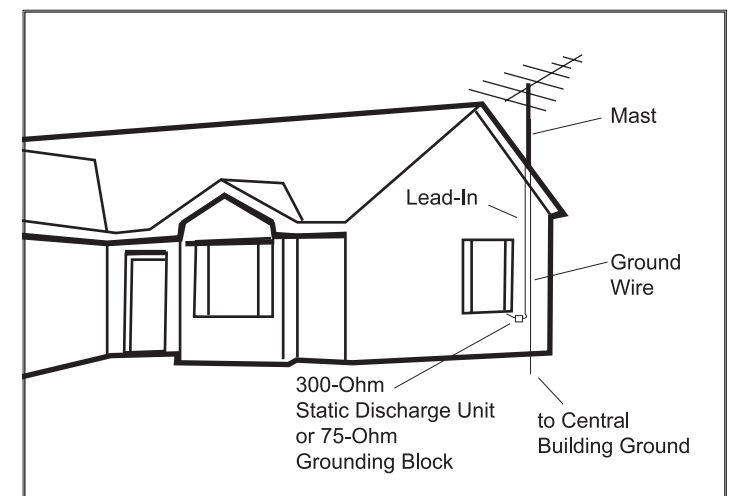 Mast
Lead-In
Ground
Wire
300-Ohm
Static Discharge Unit
or 75-Ohm
Grounding Block
to Central
Building Ground